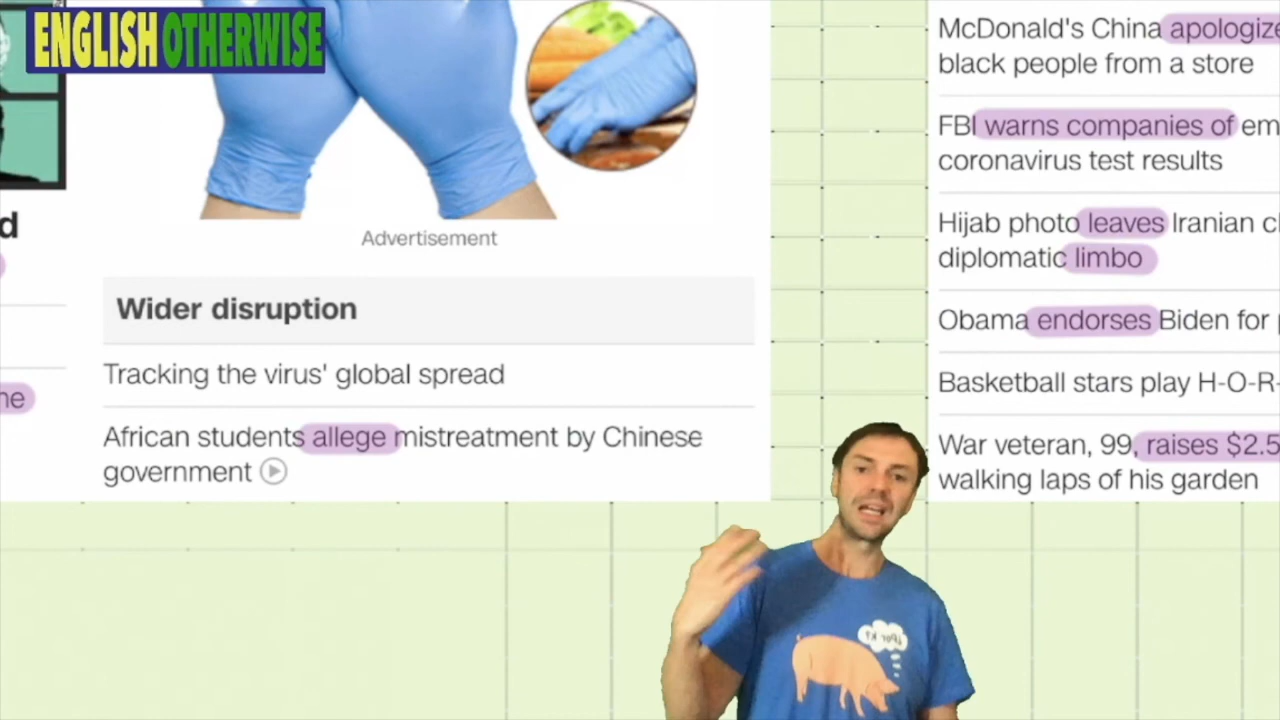 ENGLISH OTHERWISE
d
Advertisement
Wider disruption
Tracking the virus' global spread
African students allege mistreatment by Chinese
government
ne
McDonald's China apologize
black people from a store
FBI warns companies of em
coronavirus test results
Hijab photo leaves Iranian c
diplomatic limbo
Obama endorses Biden for
Basketball stars play H-O-R-
War veteran, 99, raises $2.5
walking laps of his garden